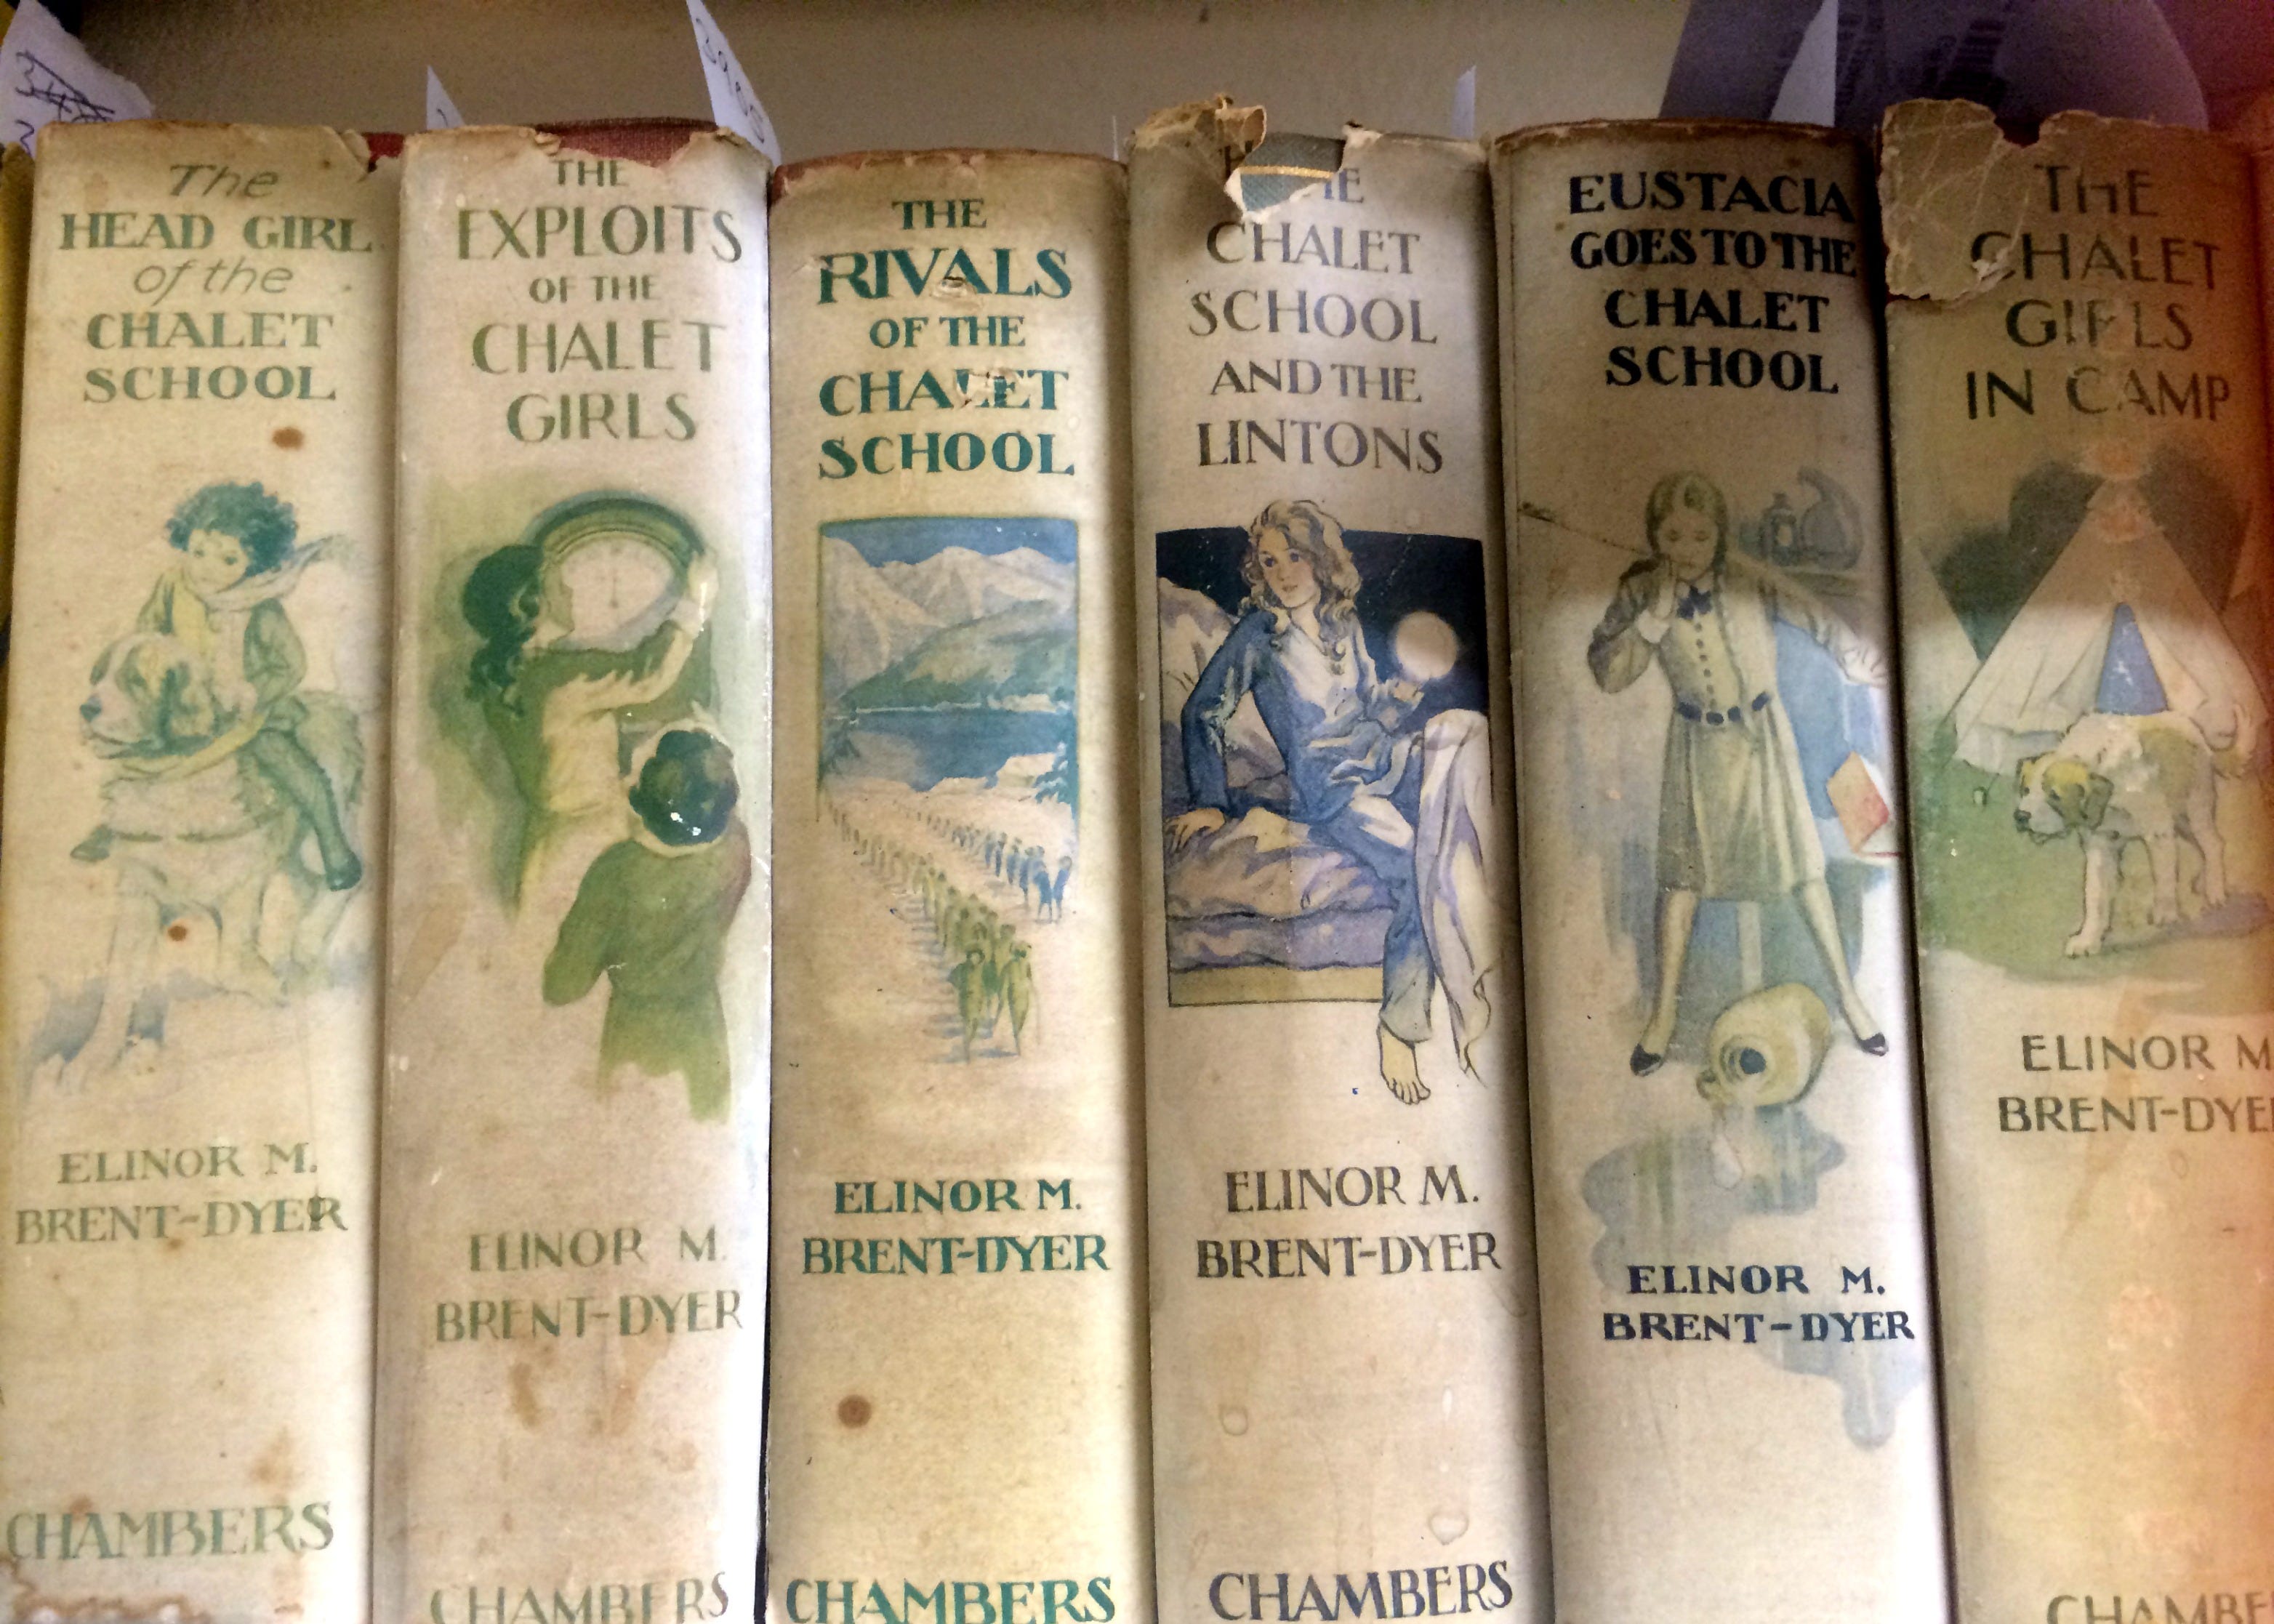 The
HEAD GIRL
of the
CHALET
SCHOOL
ELINOR M.
BRENT-DYER
CHAMBERS
THE
EXPLOITS
OF THE
CHALET
GIRLS
ELINOR M.
BRENT-DYER
CHAMBERS
THE
RIVALS
OF THE
CHALET
SCHOOL
ELINOR M.
BRENT-DYER
CHAMBERS
CHALET
SCHOOL
AND THE
LINTONS
ELINOR M.
BRENT-DYER
CHAMBERS
EUSTACIA
GOES TO THE
CHALET
SCHOOL
ELINOR M.
BRENT-DYER
THE
CHALET
GIRLS
IN CAMP
ELINOR M
BRENT-DYE
CHAMBE